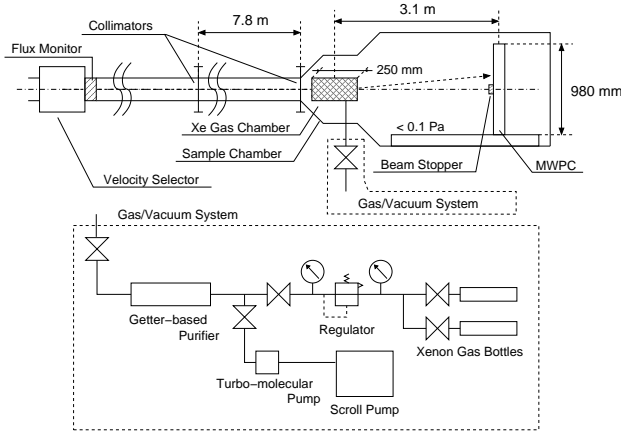 7.8 m
3.1 m
Collimators
Flux Monitor
250 mm
980 mm
Xe Gas Chamber
< 0.1 Pa
Sample Chamber
Beam Stopper
MWPC
Velocity Selector
Gas/Vacuum System
Gas/Vacuum System
Getter−based
Purifier
Regulator
Xenon Gas Bottles
Turbo−molecular
Pump
Scroll Pump